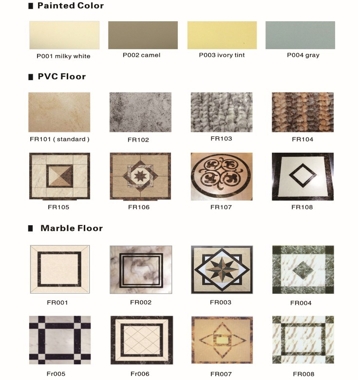 Painted Color
P001 milky white P002 camel P003 ivory tint P004 gray
PVC Floor
FR101 ( standard ) FR102 FR103 FR104
FR105 FR106 FR107 FR108
Marble Floor
FR001 FR002 FR003 FR004
Fr005 Fr006 FR007 FR008